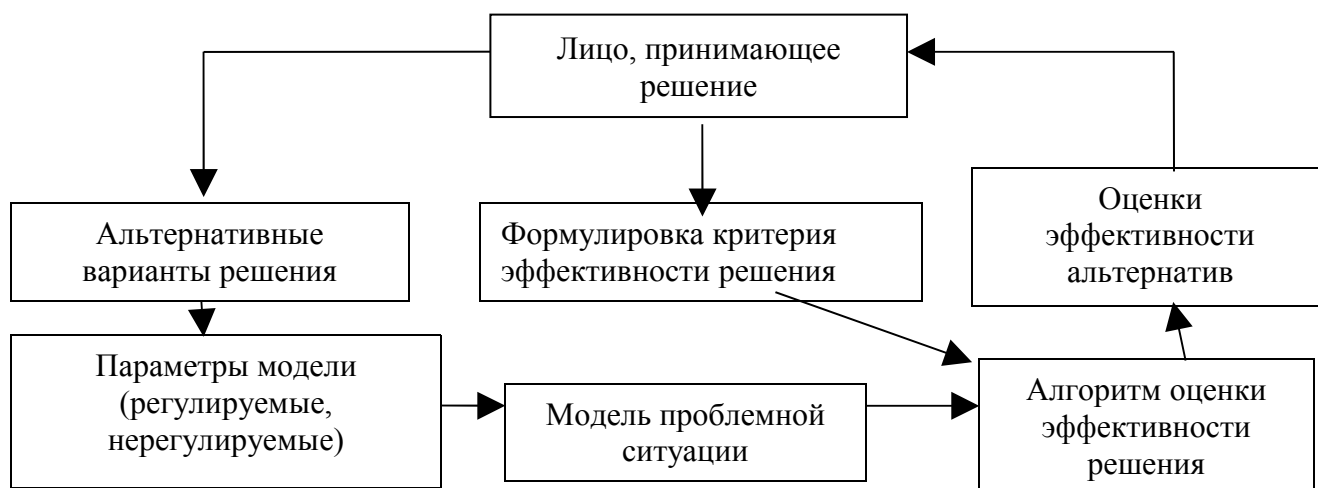 Лицо, принимающее
решение
Альтернативные
варианты решения
Формулировка критерия
эффективности решения
Оценки
эффективности
альтернатив
Параметры модели
(регулируемые,
нерегулируемые)
Модель проблемной
ситуации
Алгоритм оценки
эффективности
решения